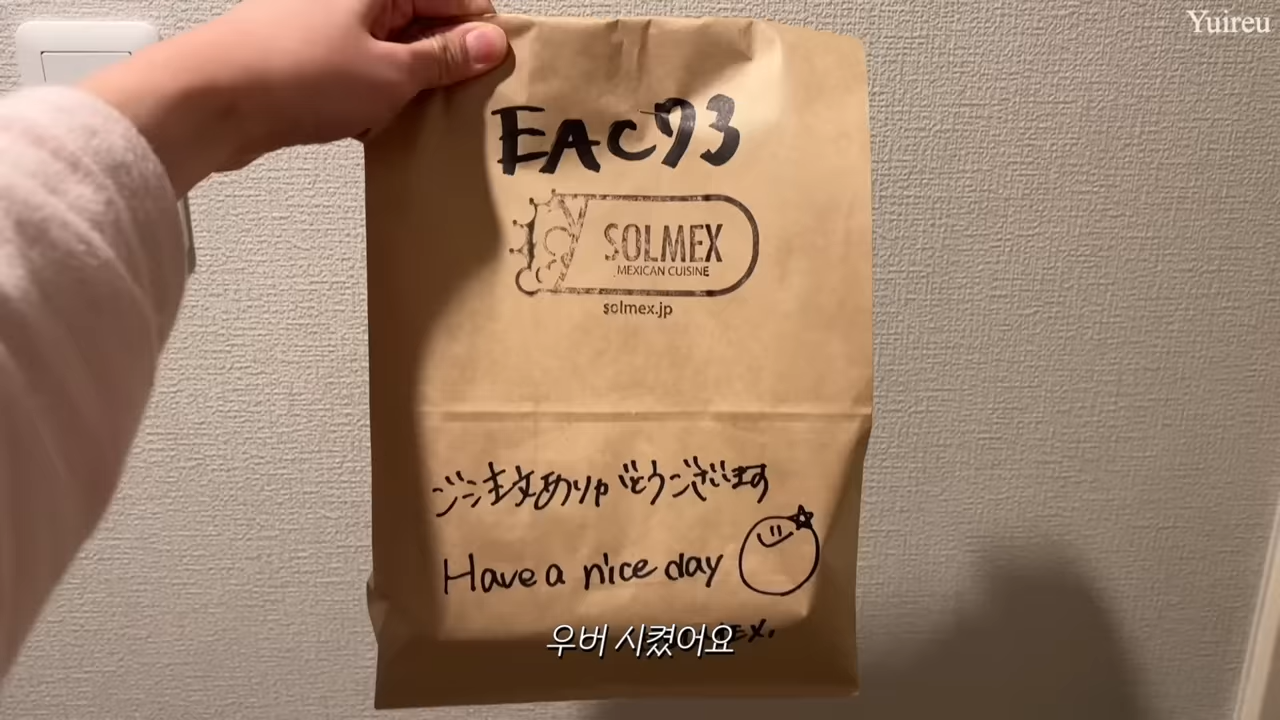 Yuireu
EAC73
SOLMEX
MEXICAN CUISINE
solmex.jp
ご注文ありがとうございます
Have a nice day
우버 시켰어요